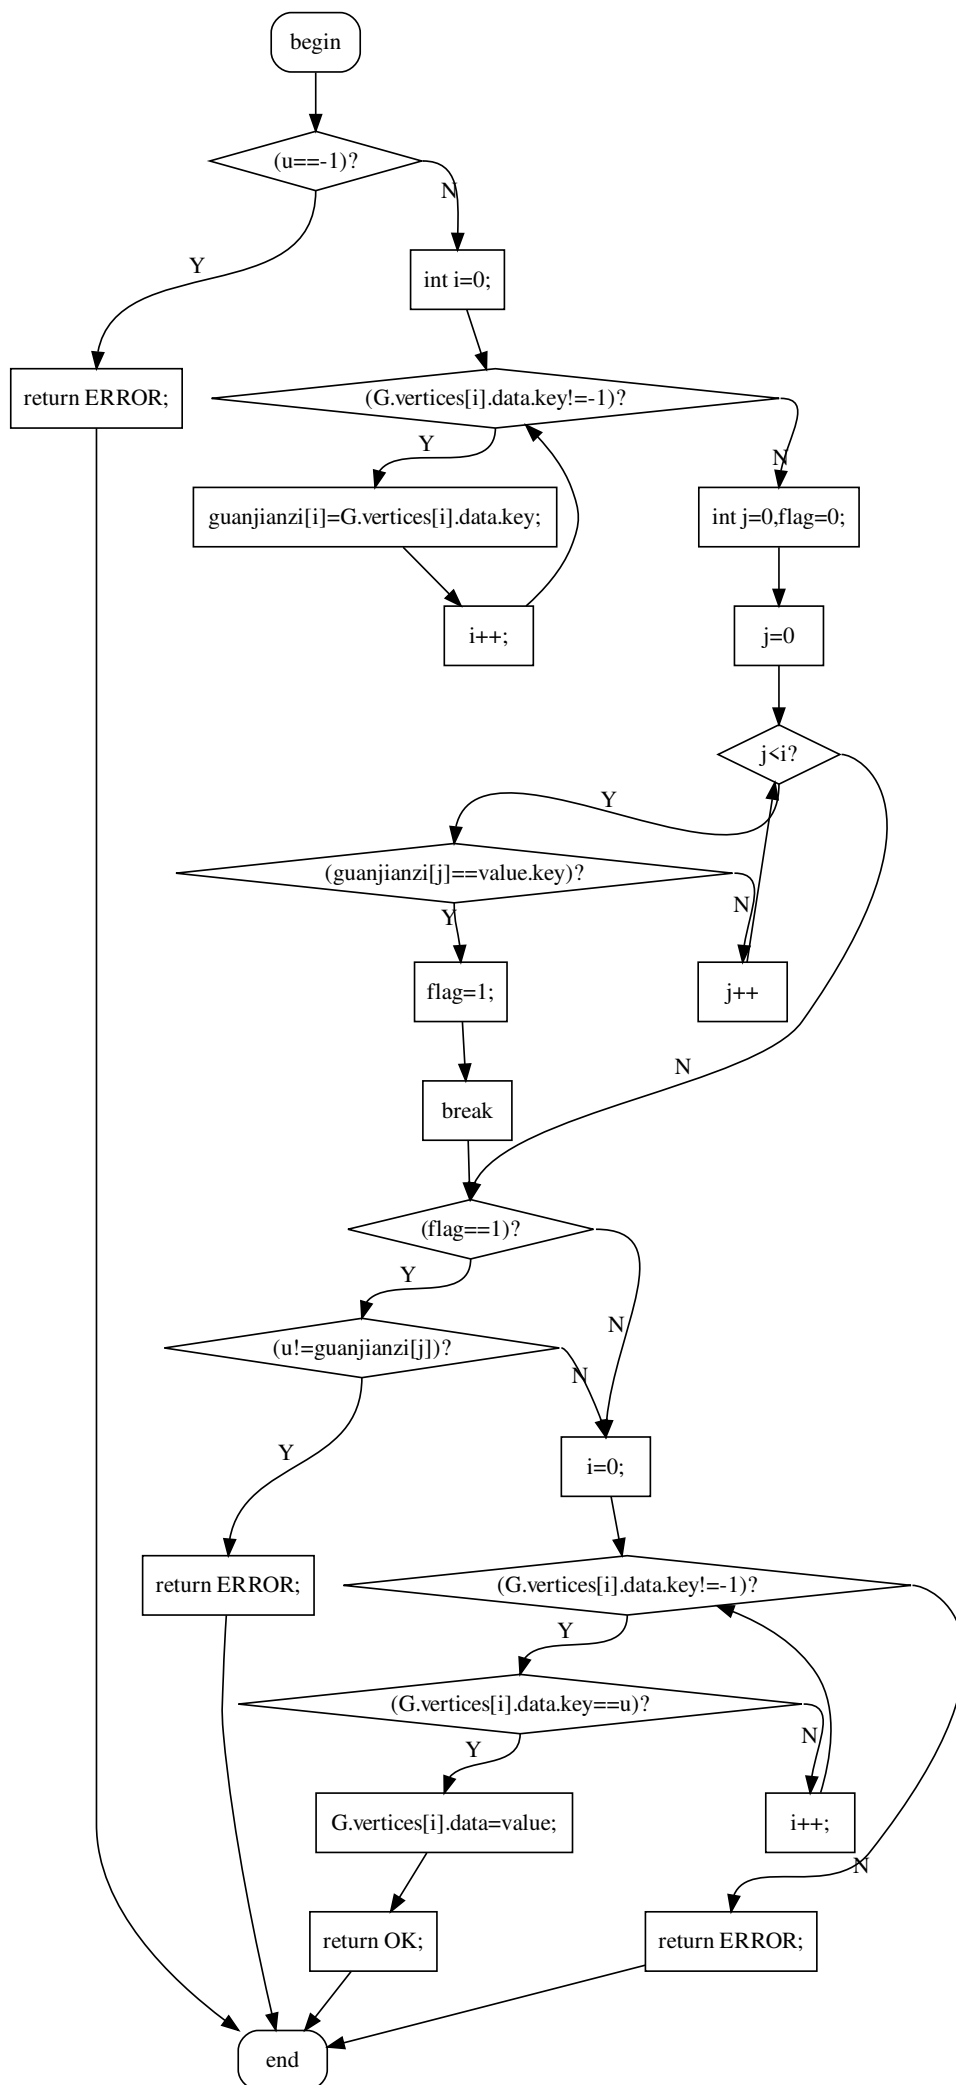 begin
(u==-1)?
N
Y
int i=0;
return ERROR;
(G.vertices[i].data.key!=-1)?
Y
N
guanjianzi[i]=G.vertices[i].data.key;
int j=0,flag=0;
i++;
j=0
j<i?
Y
(guanjianzi[j]==value.key)?
Y
N
flag=1;
j++
N
break
(flag==1)?
Y
N
(u!=guanjianzi[j])?
N
Y
i=0;
return ERROR;
(G.vertices[i].data.key!=-1)?
Y
(G.vertices[i].data.key==u)?
Y
N
G.vertices[i].data=value;
i++;
N
return OK;
return ERROR;
end